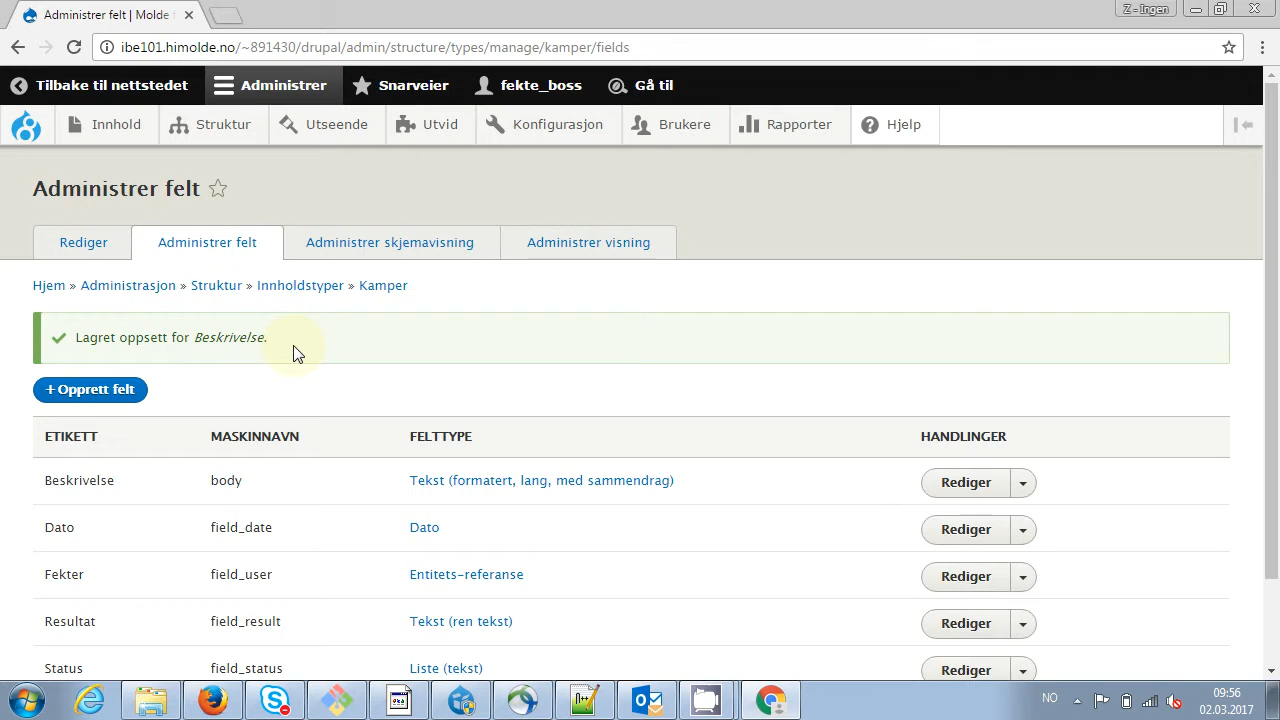 Administrer felt | Molde
Z - Ingen
ibe101.himolde.no/~891430/drupal/admin/structure/types/manage/kamper/fields
Tilbake til nettstedet Administrer Snarveier fekte_boss Gå til
Innhold Struktur Utseende Utvid Konfigurasjon Brukere Rapporter Hjelp
Administrer felt
Rediger Administrer felt Administrer skjemavisning Administrer visning
Hjem » Administrasjon » Struktur » Innholdstyper » Kamper
Lagret oppsett for Beskrivelse.
+ Opprett felt
ETIKETT MASKINNAVN FELTTYPE HANDLINGER
Beskrivelse body Tekst (formatert, lang, med sammendrag) Rediger
Dato field_date Dato Rediger
Fekter field_user Entitets-referanse Rediger
Resultat field_result Tekst (ren tekst) Rediger
Status field_status Liste (tekst) Rediger
NO 09:56
02.03.2017